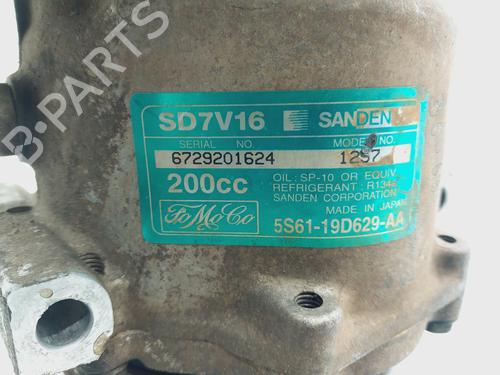 SD7V16 SANDEN
SERIAL NO. MODEL NO.
6729201624 1257
200cc
OIL: SP-10 OR EQUIV.
REFRIGERANT: R134a
SANDEN CORPORATION
MADE IN JAPAN
FoMoCo
5S61-19D629-AA
B-PARTS
B-PARTS